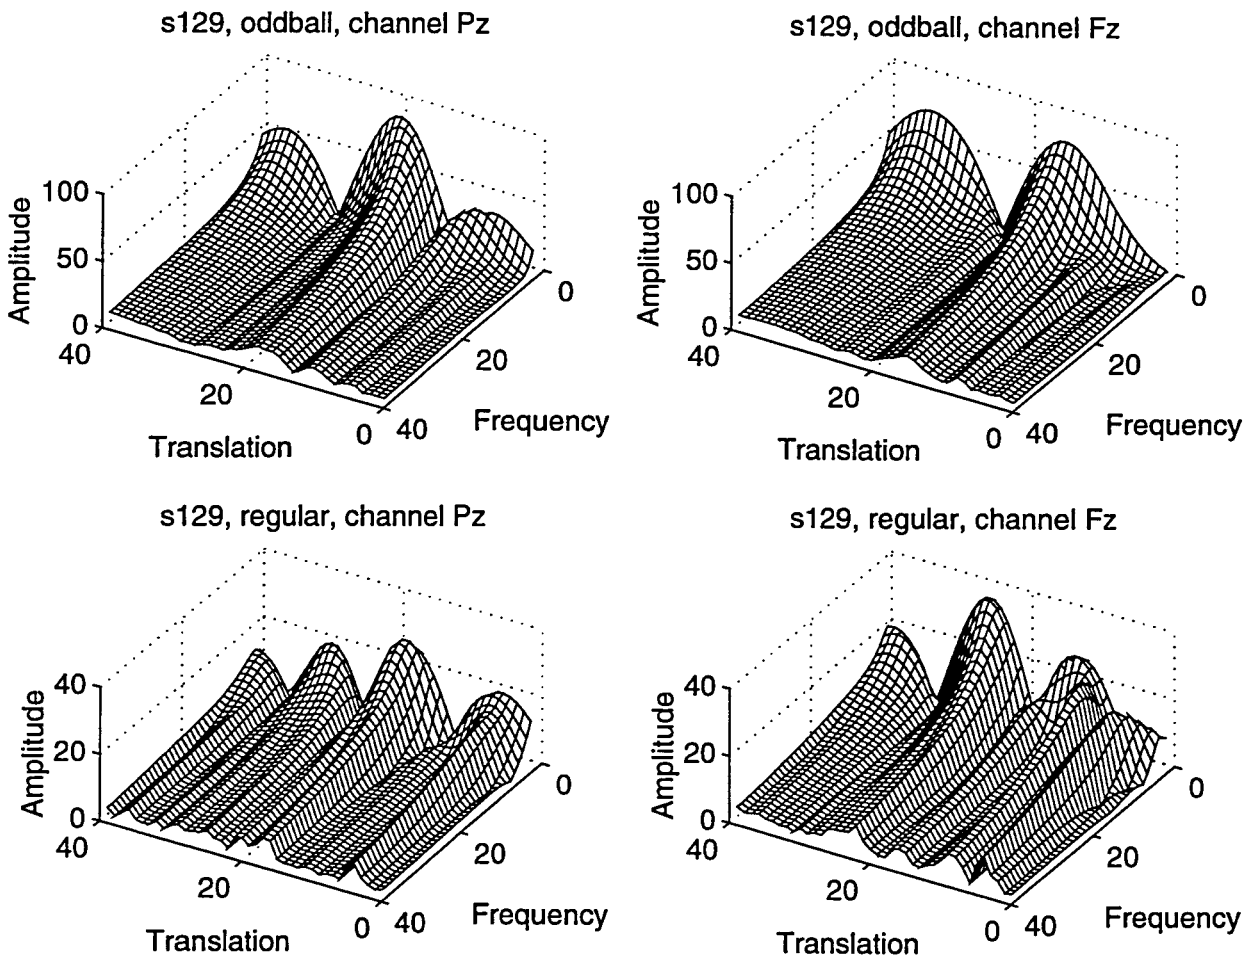 s129, oddball, channel Pz
Amplitude
100
50
0
40
20
0
Translation
40
20
0
Frequency
s129, oddball, channel Fz
Amplitude
100
50
0
40
20
0
Translation
40
20
0
Frequency
s129, regular, channel Pz
Amplitude
40
20
0
40
20
0
Translation
40
20
0
Frequency
s129, regular, channel Fz
Amplitude
40
20
0
40
20
0
Translation
40
20
0
Frequency